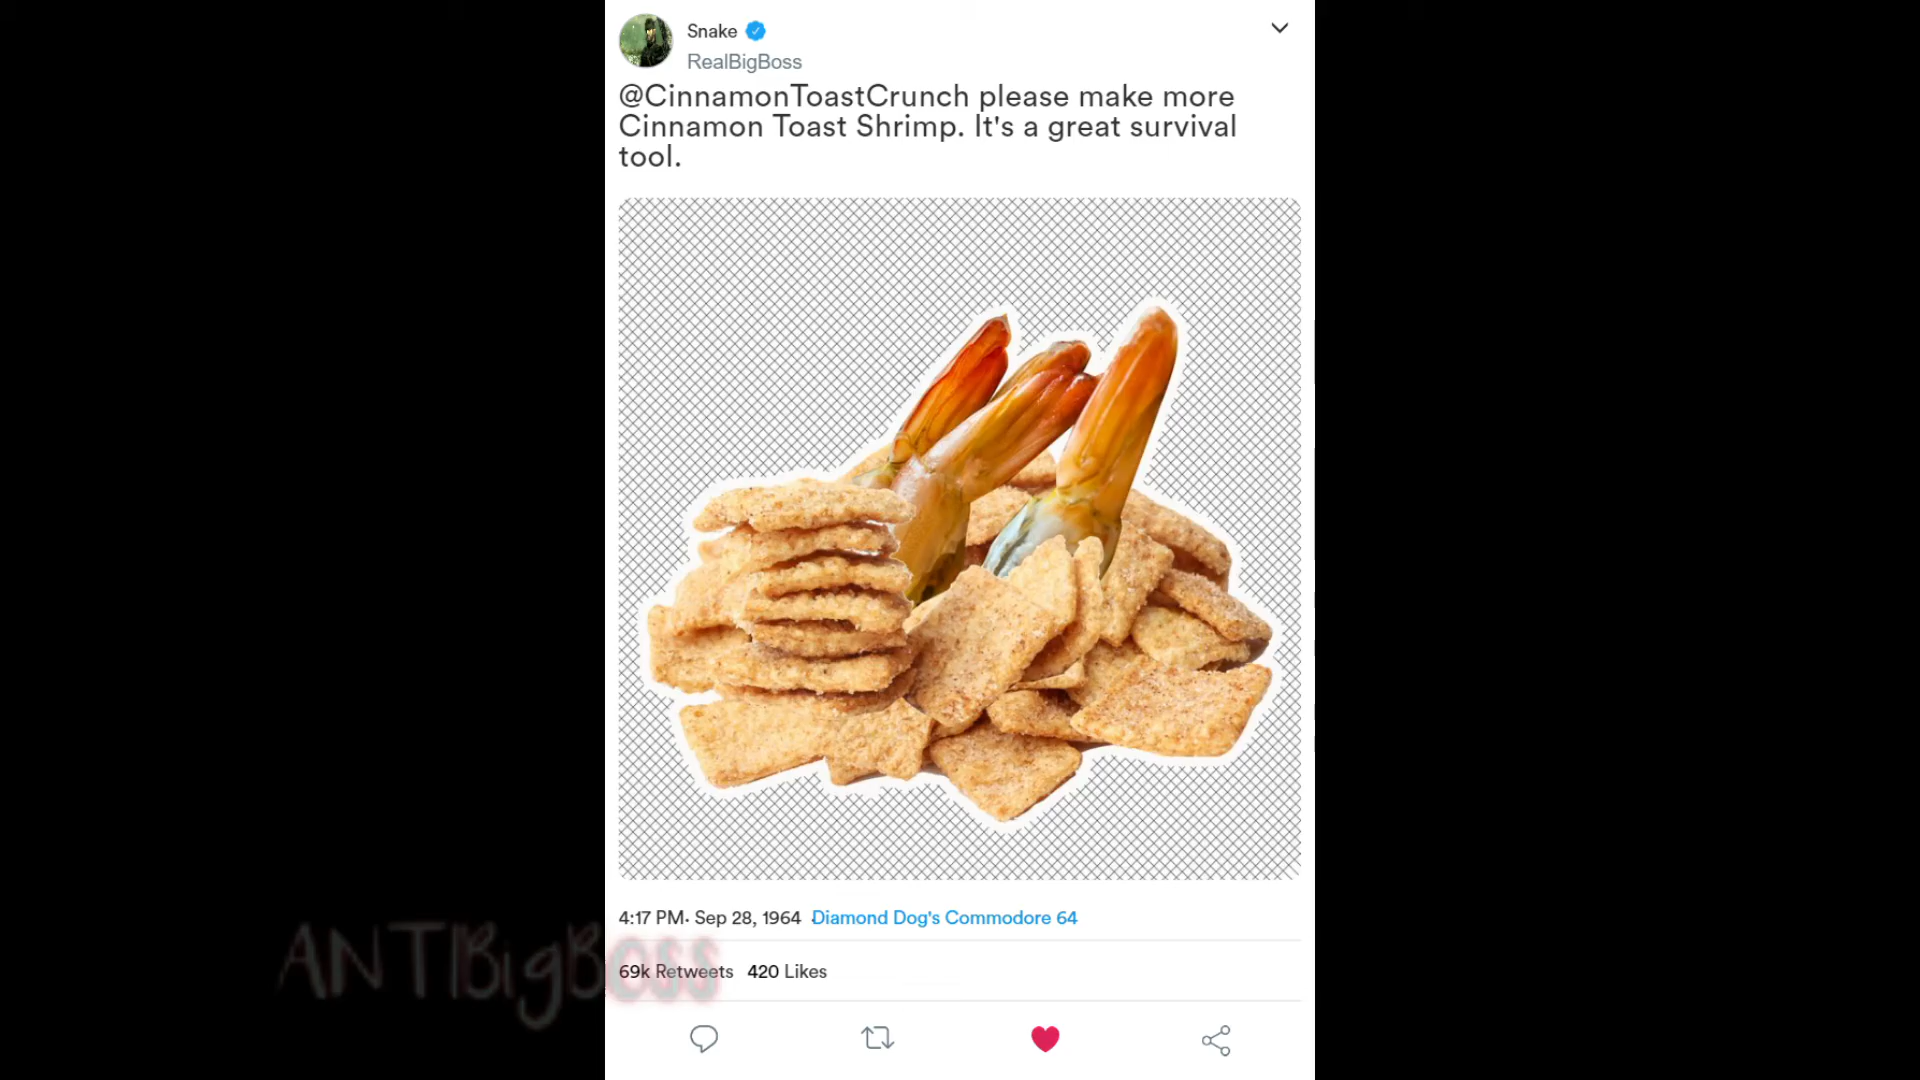 Snake
RealBigBoss
@CinnamonToastCrunch please make more
Cinnamon Toast Shrimp. It's a great survival
tool.
4:17 PM. Sep 28, 1964 Diamond Dog's Commodore 64
69k Retweets 420 Likes
ANTIBigBoss